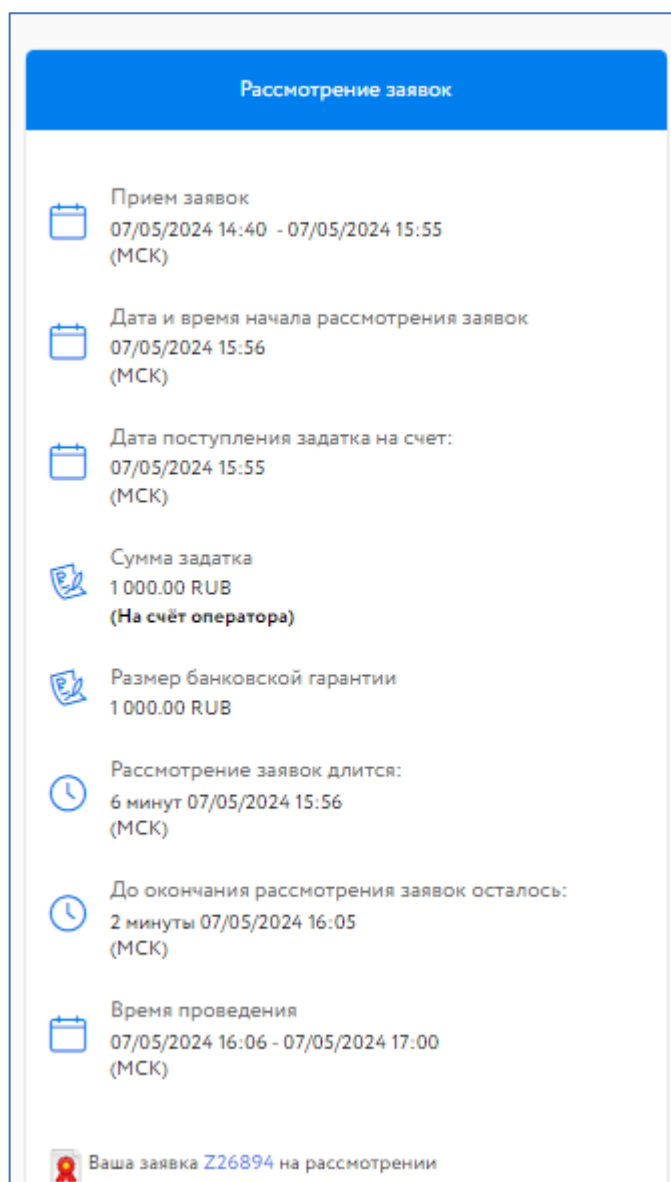 Рассмотрение заявок
Прием заявок
07/05/2024 14:40 - 07/05/2024 15:55
(МСК)
Дата и время начала рассмотрения заявок
07/05/2024 15:56
(МСК)
Дата поступления задатка на счет:
07/05/2024 15:55
(МСК)
Сумма задатка
1 000.00 RUB
(На счёт оператора)
Размер банковской гарантии
1 000.00 RUB
Рассмотрение заявок длится:
6 минут 07/05/2024 15:56
(МСК)
До окончания рассмотрения заявок осталось:
2 минуты 07/05/2024 16:05
(МСК)
Время проведения
07/05/2024 16:06 - 07/05/2024 17:00
(МСК)
Ваша заявка Z26894 на рассмотрении